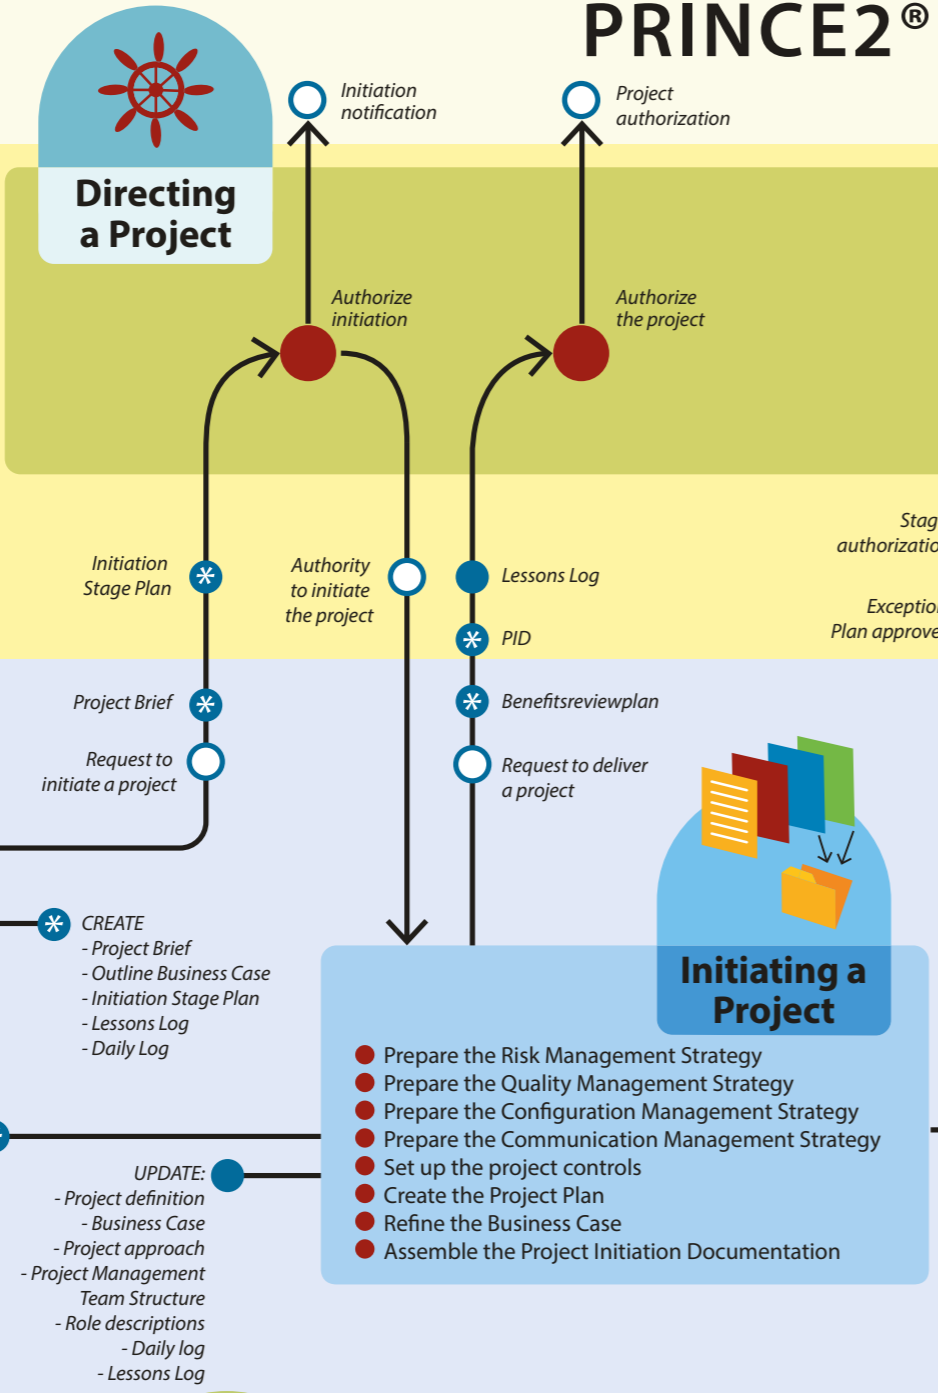 PRINCE2®
Initiation
notification
Project
authorization
Directing
a Project
Authorize
initiation
Authorize
the project
Initiation
Stage Plan
Authority
to initiate
the project
Lessons Log
PID
Stag
authorizatio
Exceptio
Plan approve
Project Brief
Benefitsreviewplan
Request to
initiate a project
Request to deliver
a project
CREATE
- Project Brief
- Outline Business Case
- Initiation Stage Plan
- Lessons Log
- Daily Log
Initiating a
Project
Prepare the Risk Management Strategy
Prepare the Quality Management Strategy
Prepare the Configuration Management Strategy
Prepare the Communication Management Strategy
Set up the project controls
Create the Project Plan
Refine the Business Case
Assemble the Project Initiation Documentation
UPDATE:
- Project definition
- Business Case
- Project approach
- Project Management
Team Structure
- Role descriptions
- Daily log
- Lessons Log